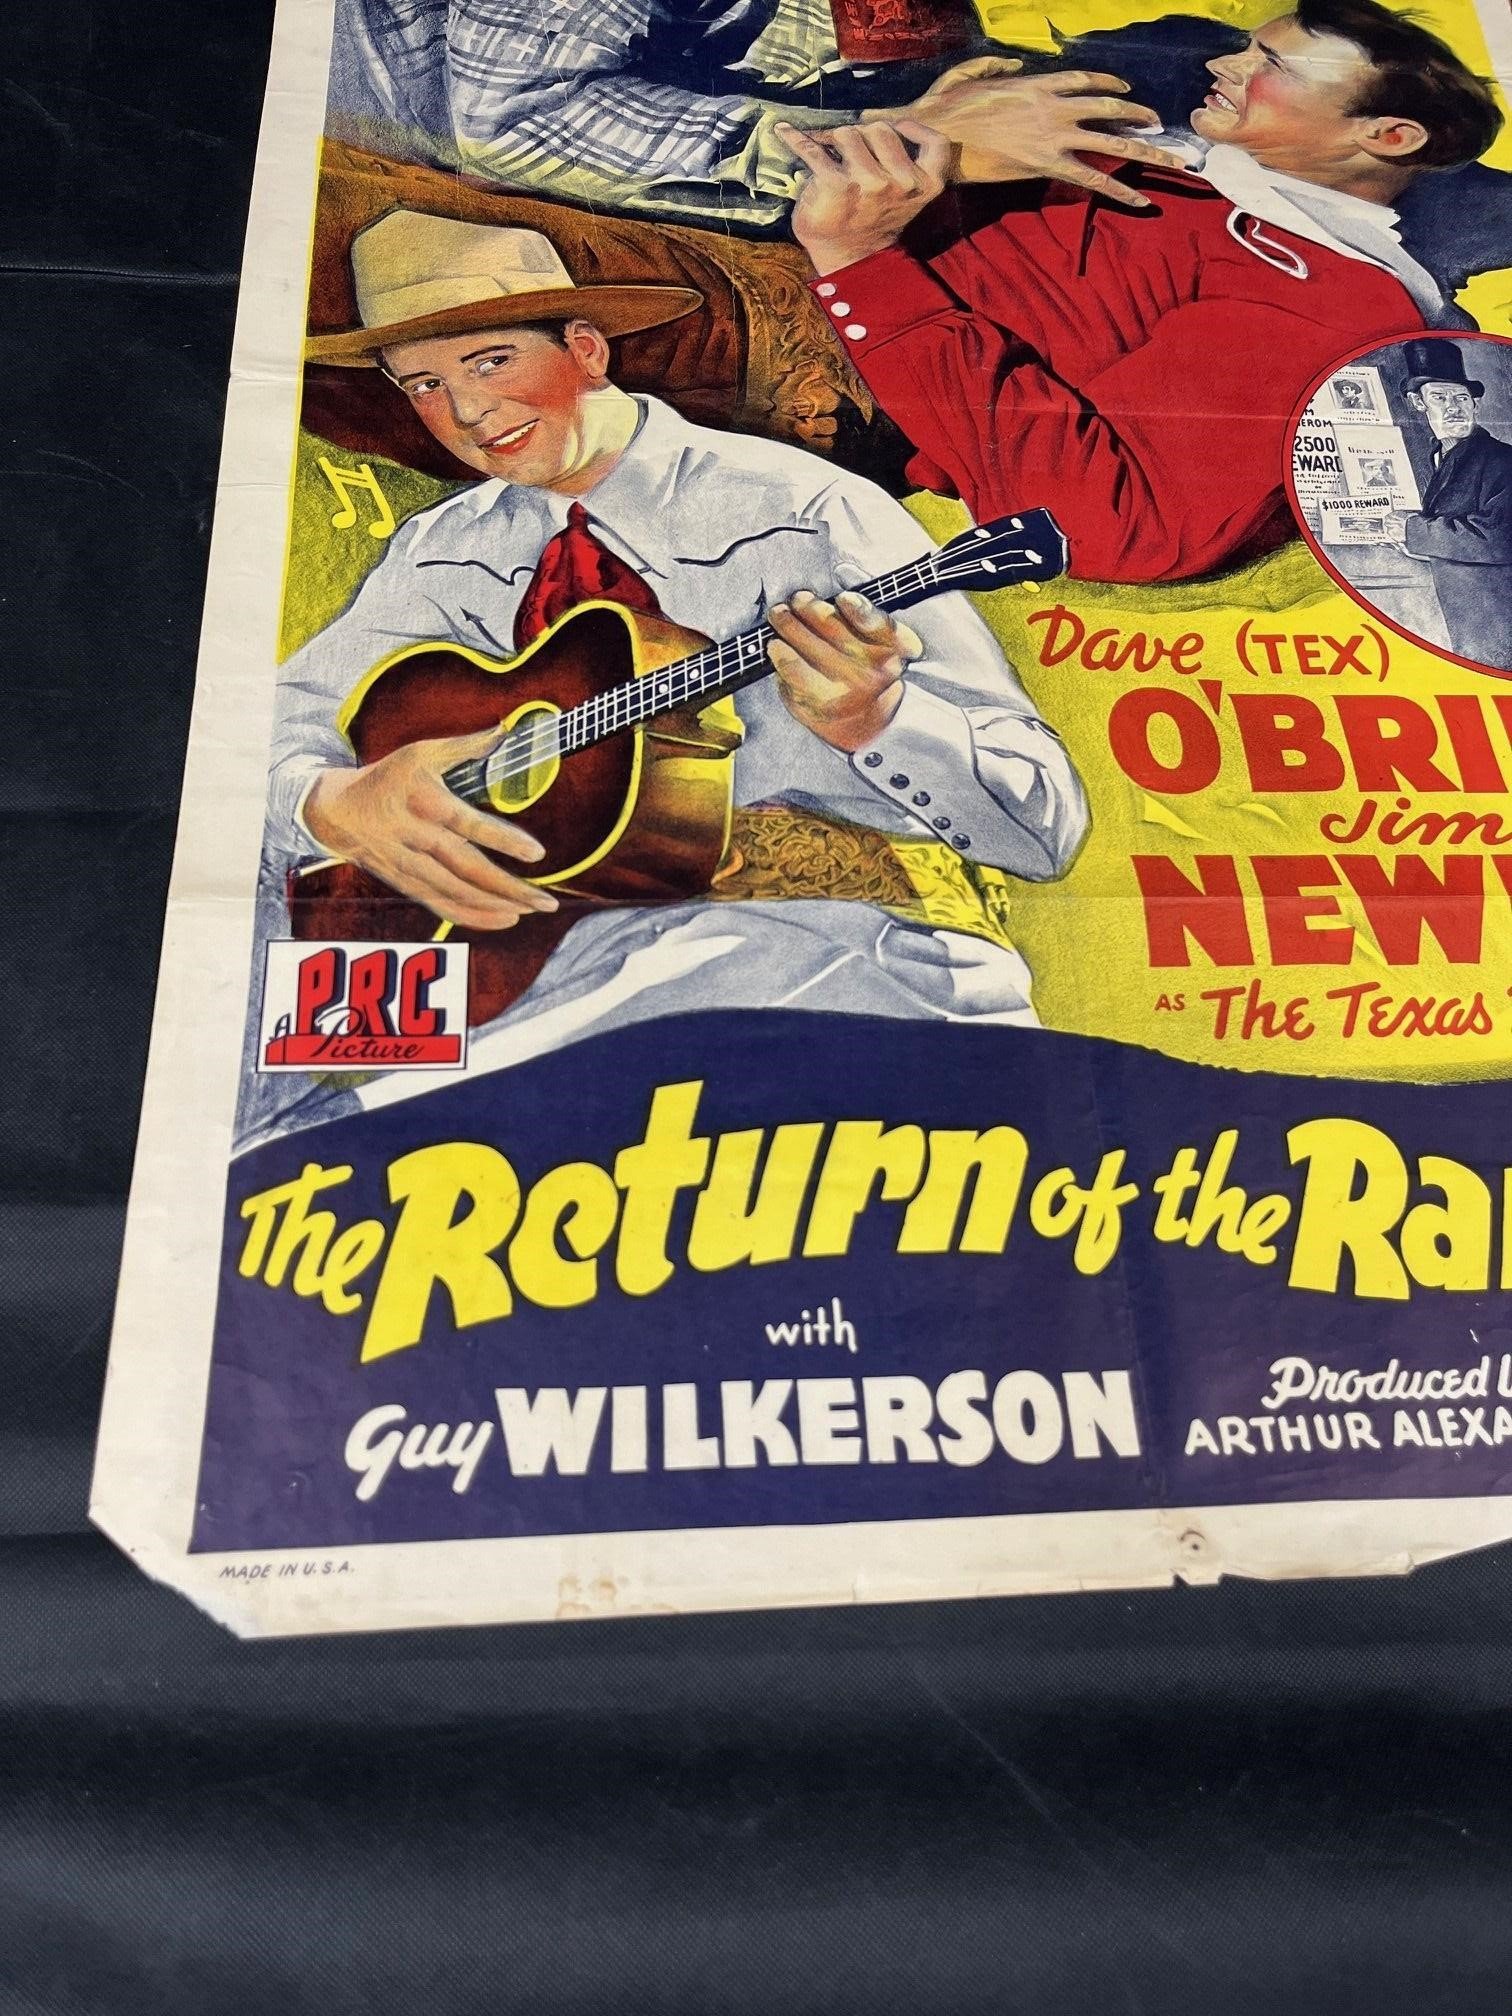 2500
EWARD
$1000 REWARD
Dave (TEX)
O'BRI
Jim
NEW
AS The Texas
A PRC
Picture
The Return of the Ra
with
Guy WILKERSON
Produced
ARTHUR ALEXA
MADE IN U.S.A.